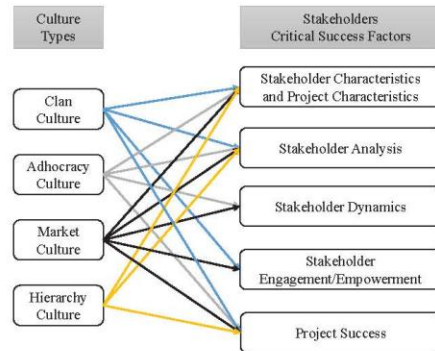 Culture
Types
Stakeholders
Critical Success Factors
Clan
Culture
Adhocracy
Culture
Market
Culture
Hierarchy
Culture
Stakeholder Characteristics
and Project Characteristics
Stakeholder Analysis
Stakeholder Dynamics
Stakeholder
Engagement/Empowerment
Project Success